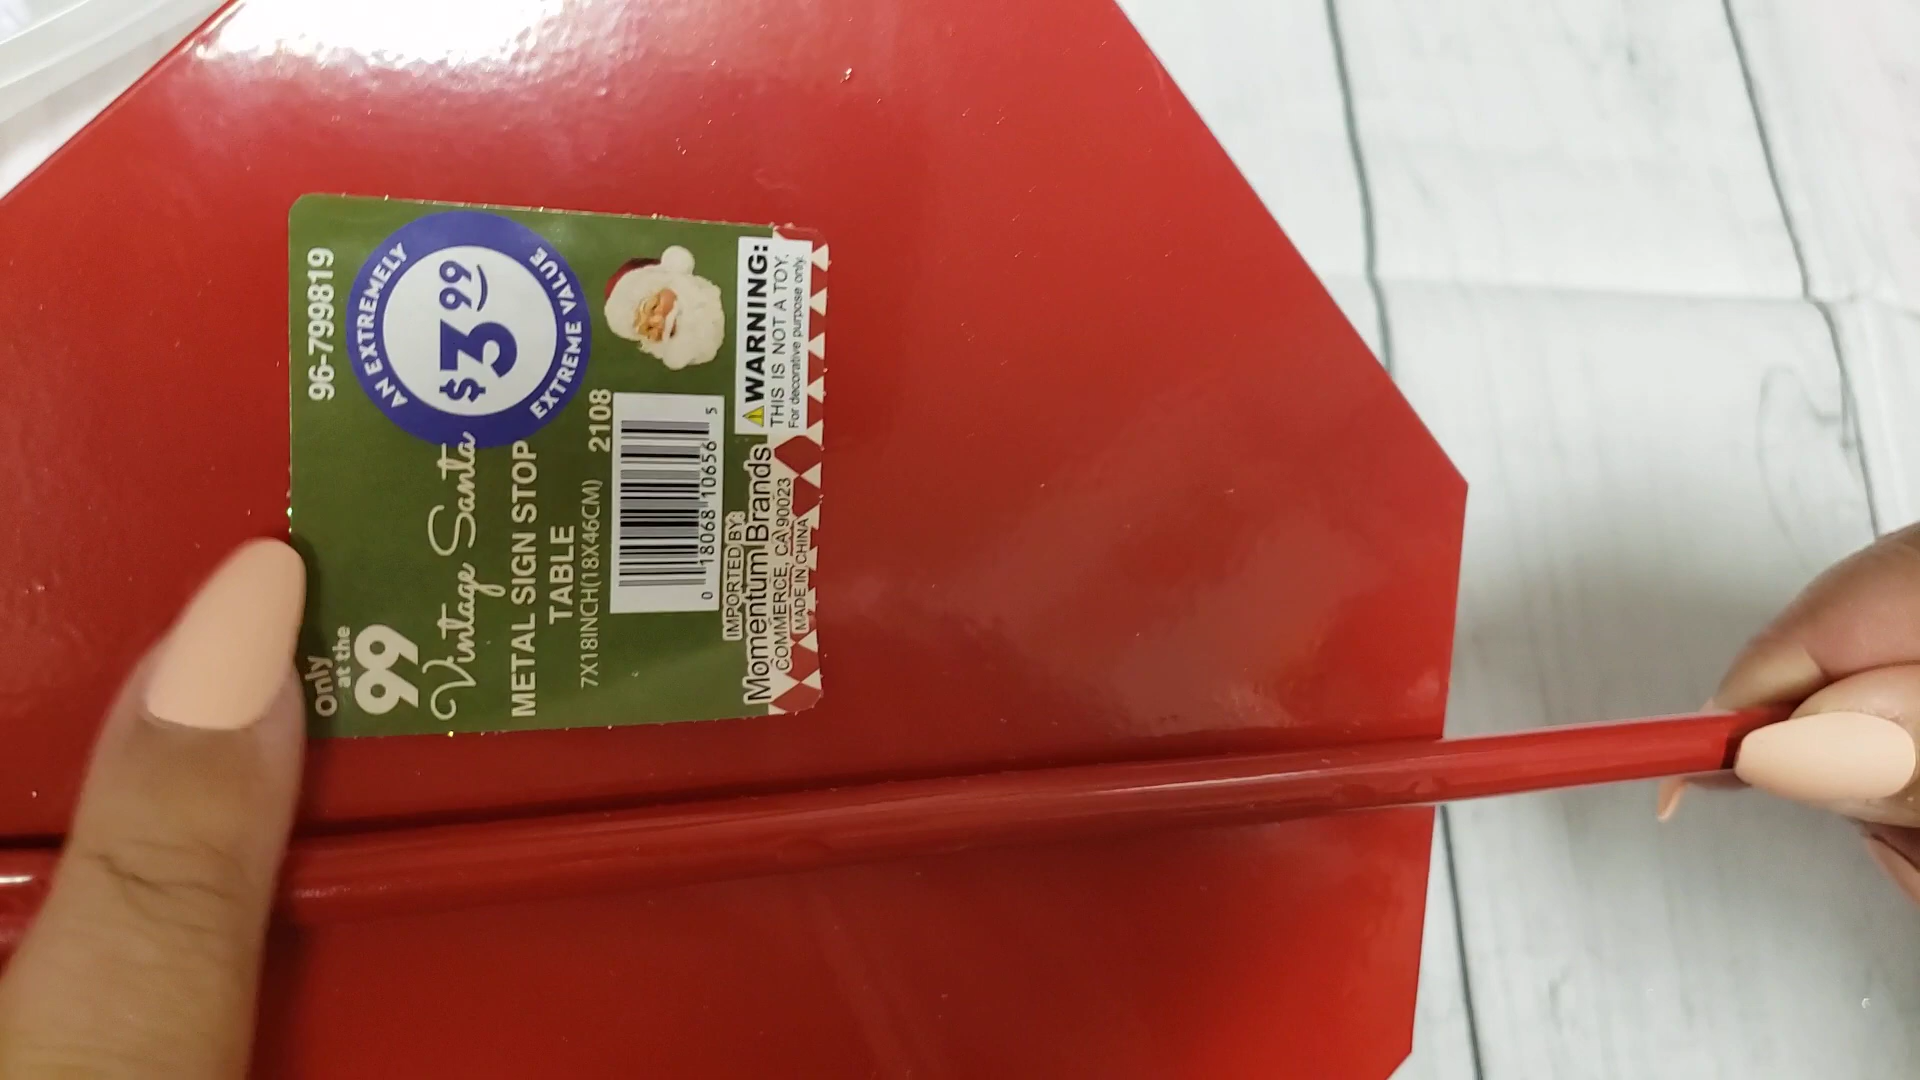 only
at the
99
96-799819
AN EXTREMELY
$3.99
EXTREME VALUE
Vintage Santa
METAL SIGN STOP
TABLE
7X18INCH(18X46CM)
2108
0 18068 10656 5
IMPORTED BY:
Momentum Brands
COMMERCE, CA 90023
MADE IN CHINA
WARNING:
THIS IS NOT A TOY.
For decorative purpose only.